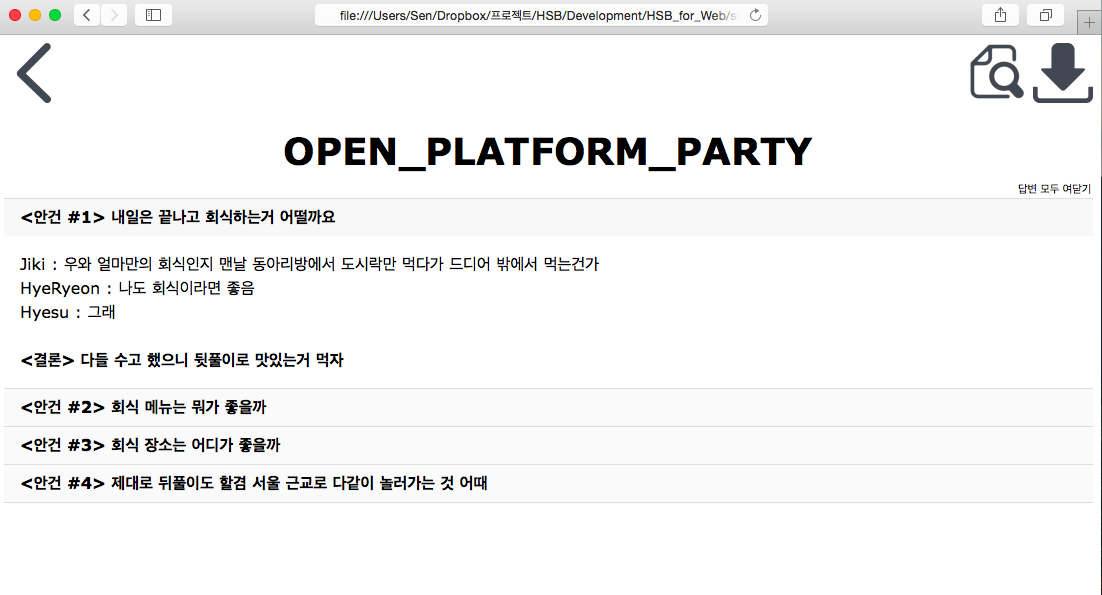 file:///Users/Sen/Dropbox/프로젝트/HSB/Development/HSB_for_Web/s
OPEN_PLATFORM_PARTY
답변 모두 여닫기
<안건 #1> 내일은 끝나고 회식하는거 어떨까요
Jiki : 우와 얼마만의 회식인지 맨날 동아리방에서 도시락만 먹다가 드디어 밖에서 먹는건가
HyeRyeon : 나도 회식이라면 좋음
Hyesu : 그래
<결론> 다들 수고 했으니 뒷풀이로 맛있는거 먹자
<안건 #2> 회식 메뉴는 뭐가 좋을까
<안건 #3> 회식 장소는 어디가 좋을까
<안건 #4> 제대로 뒤풀이도 할겸 서울 근교로 다같이 놀러가는 것 어때